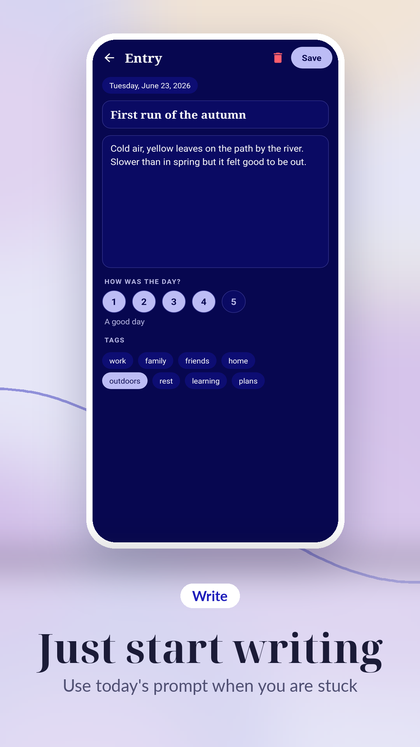 Entry
Save
Tuesday, June 23, 2026
First run of the autumn
Cold air, yellow leaves on the path by the river.
Slower than in spring but it felt good to be out.
HOW WAS THE DAY?
1 2 3 4 5
A good day
TAGS
work family friends home
outdoors rest learning plans
Write
Just start writing
Use today's prompt when you are stuck